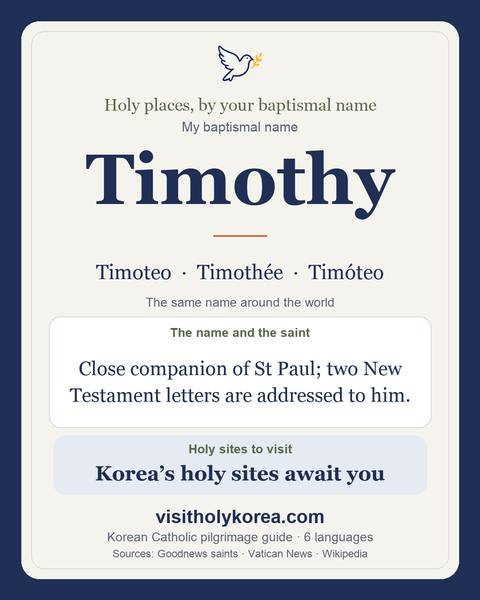 Holy places, by your baptismal name
My baptismal name
Timothy
Timoteo · Timothée · Timóteo
The same name around the world
The name and the saint
Close companion of St Paul; two New
Testament letters are addressed to him.
Holy sites to visit
Korea’s holy sites await you
visitholykorea.com
Korean Catholic pilgrimage guide · 6 languages
Sources: Goodnews saints · Vatican News · Wikipedia